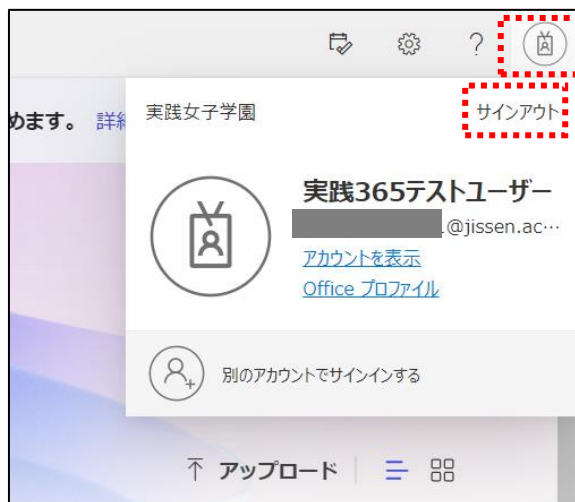 ?
めます。 詳細
実践女子学園
サインアウト
実践365テストユーザー
@jissen.ac…
アカウントを表示
Office プロファイル
別のアカウントでサインインする
アップロード